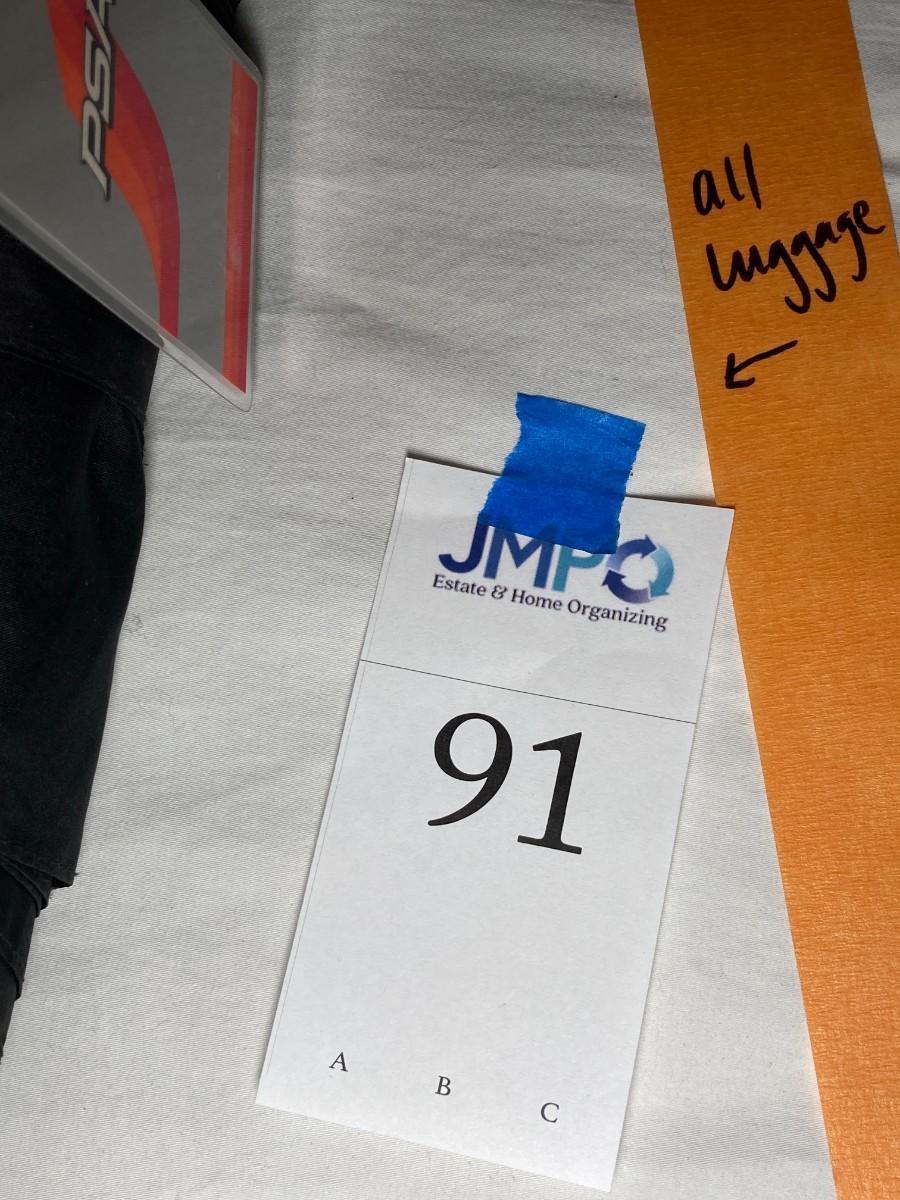 PSA
all
luggage
JMPO
Estate & Home Organizing
91
A
B
C